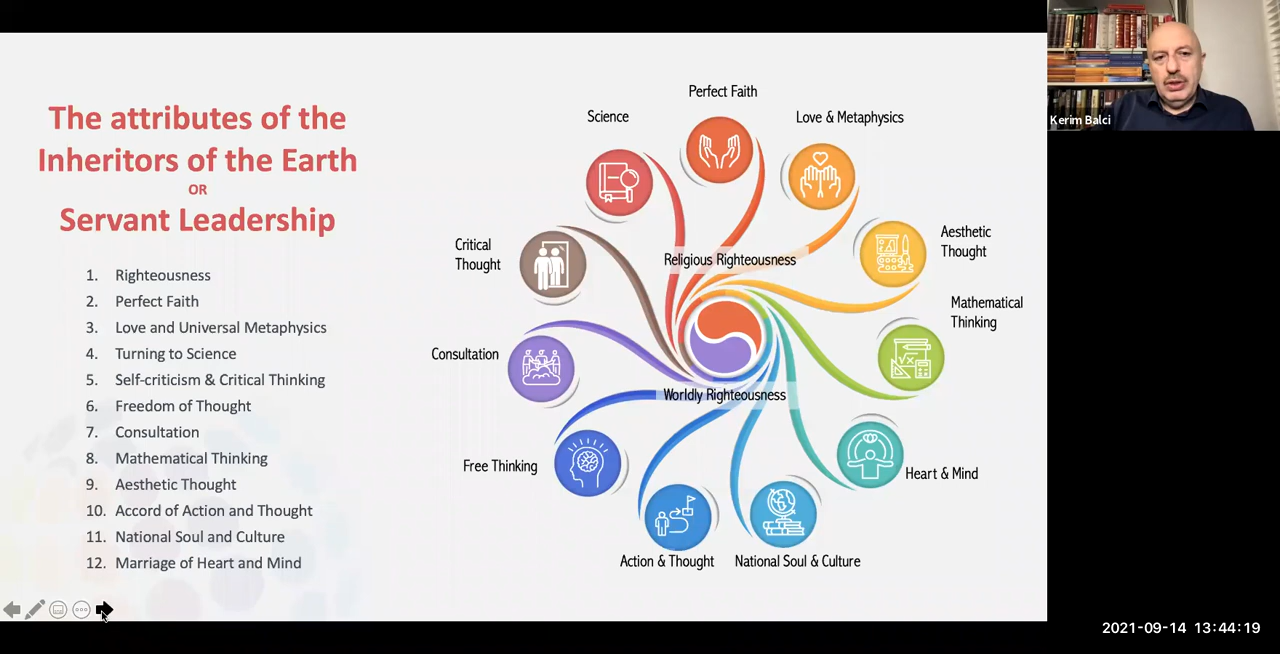 The attributes of the
Inheritors of the Earth
OR
Servant Leadership
1. Righteousness
2. Perfect Faith
3. Love and Universal Metaphysics
4. Turning to Science
5. Self-criticism & Critical Thinking
6. Freedom of Thought
7. Consultation
8. Mathematical Thinking
9. Aesthetic Thought
10. Accord of Action and Thought
11. National Soul and Culture
12. Marriage of Heart and Mind
Perfect Faith
Science
Love & Metaphysics
Aesthetic
Thought
Critical
Thought
Religious Righteousness
Mathematical
Thinking
Consultation
Worldly Righteousness
Free Thinking
Heart & Mind
Action & Thought
National Soul & Culture
Kerim Balci
2021-09-14 13:44:19